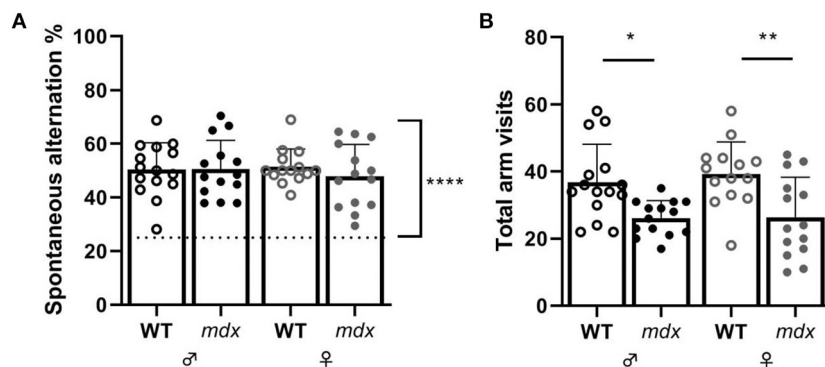 A
Spontaneous alternation %
100
80
60
40
20
0
****
WT mdx WT mdx
♂ ♀
B
Total arm visits
80
60
40
20
0
* **
WT mdx WT mdx
♂ ♀